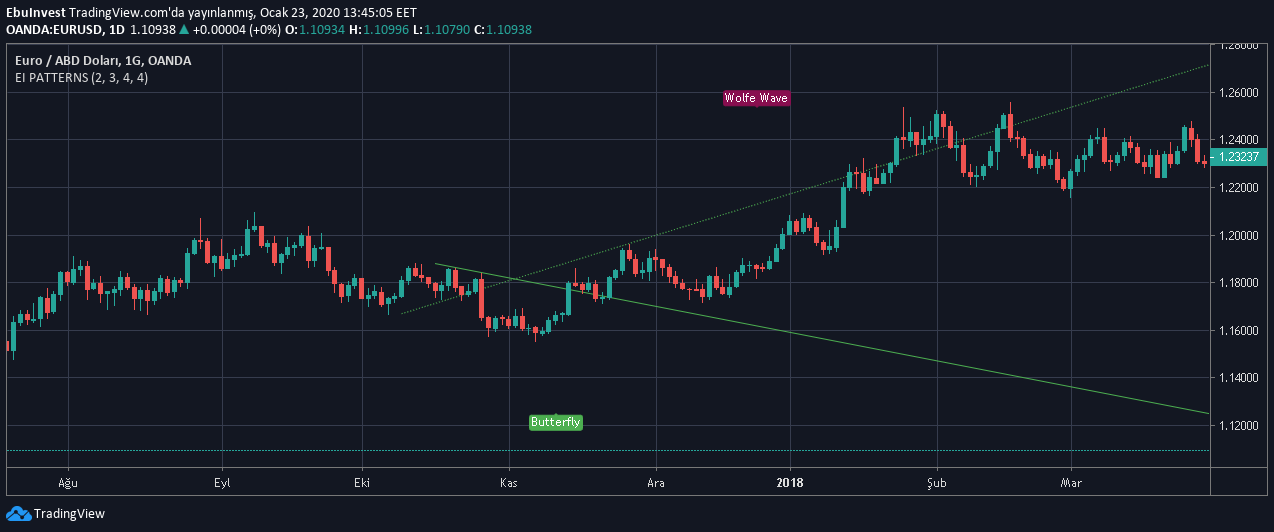 EbuInvest TradingView.com'da yayınlanmış, Ocak 23, 2020 13:45:05 EET
OANDA:EURUSD, 1D 1.10938 ▲ +0.00004 (+0%) O:1.10934 H:1.10996 L:1.10790 C:1.10938
Euro / ABD Doları, 1G, OANDA
EI PATTERNS (2, 3, 4, 4)
1.28000
Wolfe Wave
1.26000
1.24000
1.23237
1.22000
1.20000
1.18000
1.16000
1.14000
Butterfly
1.12000
Ağu Eyl Eki Kas Ara 2018 Şub Mar
TradingView